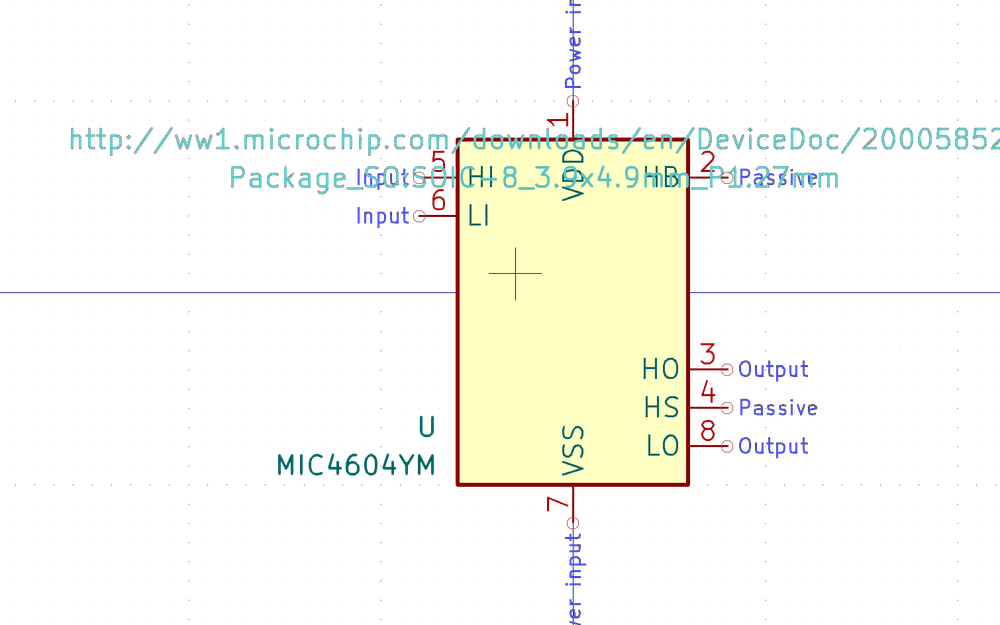 Power in
1
http://ww1.microchip.com/downloads/en/DeviceDoc/20005852
VDD
Input 5 HI
HB 2 Passive
Package_SO:SOIC-8_3.9x4.9mm_P1.27mm
Input 6 LI
HO 3 Output
HS 4 Passive
U
LO 8 Output
VSS
MIC4604YM
7
wer input